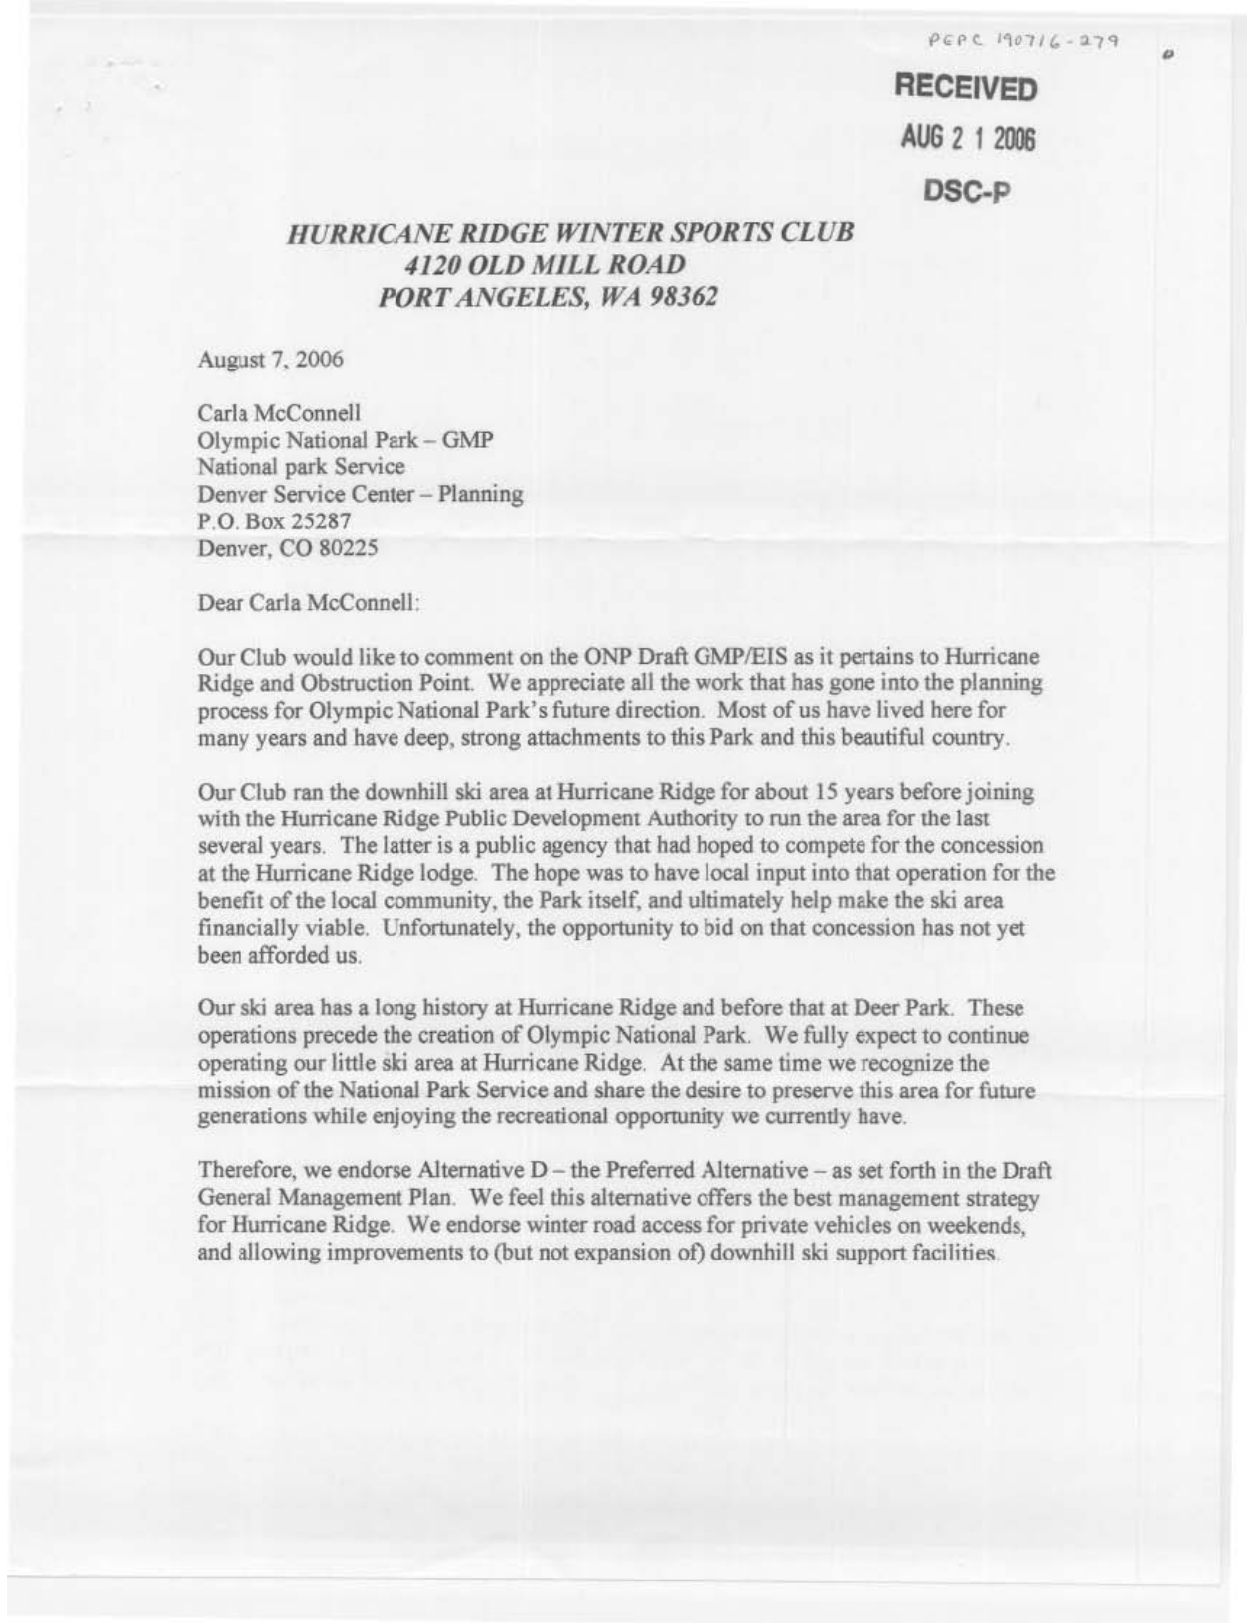 PEPC 190716-279
RECEIVED
AUG 2 1 2006
DSC-P
HURRICANE RIDGE WINTER SPORTS CLUB
4120 OLD MILL ROAD
PORT ANGELES, WA 98362
August 7, 2006
Carla McConnell
Olympic National Park – GMP
National park Service
Denver Service Center – Planning
P.O. Box 25287
Denver, CO 80225
Dear Carla McConnell:
Our Club would like to comment on the ONP Draft GMP/EIS as it pertains to Hurricane
Ridge and Obstruction Point. We appreciate all the work that has gone into the planning
process for Olympic National Park's future direction. Most of us have lived here for
many years and have deep, strong attachments to this Park and this beautiful country.
Our Club ran the downhill ski area at Hurricane Ridge for about 15 years before joining
with the Hurricane Ridge Public Development Authority to run the area for the last
several years. The latter is a public agency that had hoped to compete for the concession
at the Hurricane Ridge lodge. The hope was to have local input into that operation for the
benefit of the local community, the Park itself, and ultimately help make the ski area
financially viable. Unfortunately, the opportunity to bid on that concession has not yet
been afforded us.
Our ski area has a long history at Hurricane Ridge and before that at Deer Park. These
operations precede the creation of Olympic National Park. We fully expect to continue
operating our little ski area at Hurricane Ridge. At the same time we recognize the
mission of the National Park Service and share the desire to preserve this area for future
generations while enjoying the recreational opportunity we currently have.
Therefore, we endorse Alternative D – the Preferred Alternative – as set forth in the Draft
General Management Plan. We feel this alternative offers the best management strategy
for Hurricane Ridge. We endorse winter road access for private vehicles on weekends,
and allowing improvements to (but not expansion of) downhill ski support facilities.